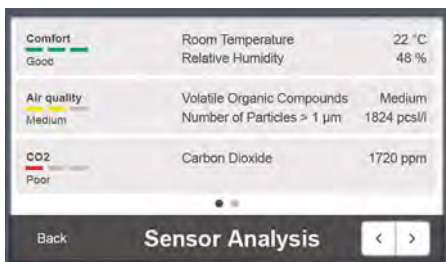 Comfort Room Temperature 22 °C
Good Relative Humidity 48 %
Air quality Volatile Organic Compounds Medium
Medium Number of Particles > 1 µm 1824 pcs/l
CO2 Carbon Dioxide 1720 ppm
Poor
Back Sensor Analysis < >